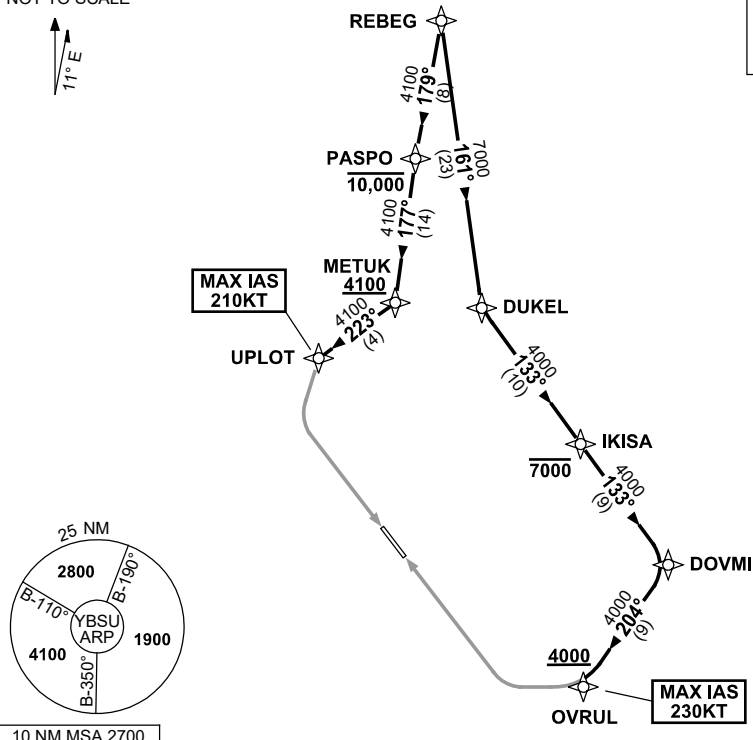 NOT TO SCALE
11° E
REBEG
4100
179°
(8)
7000
161°
(23)
PASPO
10,000
4100
177°
(14)
METUK
4100
MAX IAS
210KT
4100
223°
(4)
UPLOT
DUKEL
4000
133°
(10)
IKISA
7000
4000
133°
(9)
DOVMI
4000
204°
(9)
4000
OVRUL
MAX IAS
230KT
25 NM
2800
B-190°
B-110°
YBSU
ARP
1900
4100
B-350°
10 NM MSA 2700